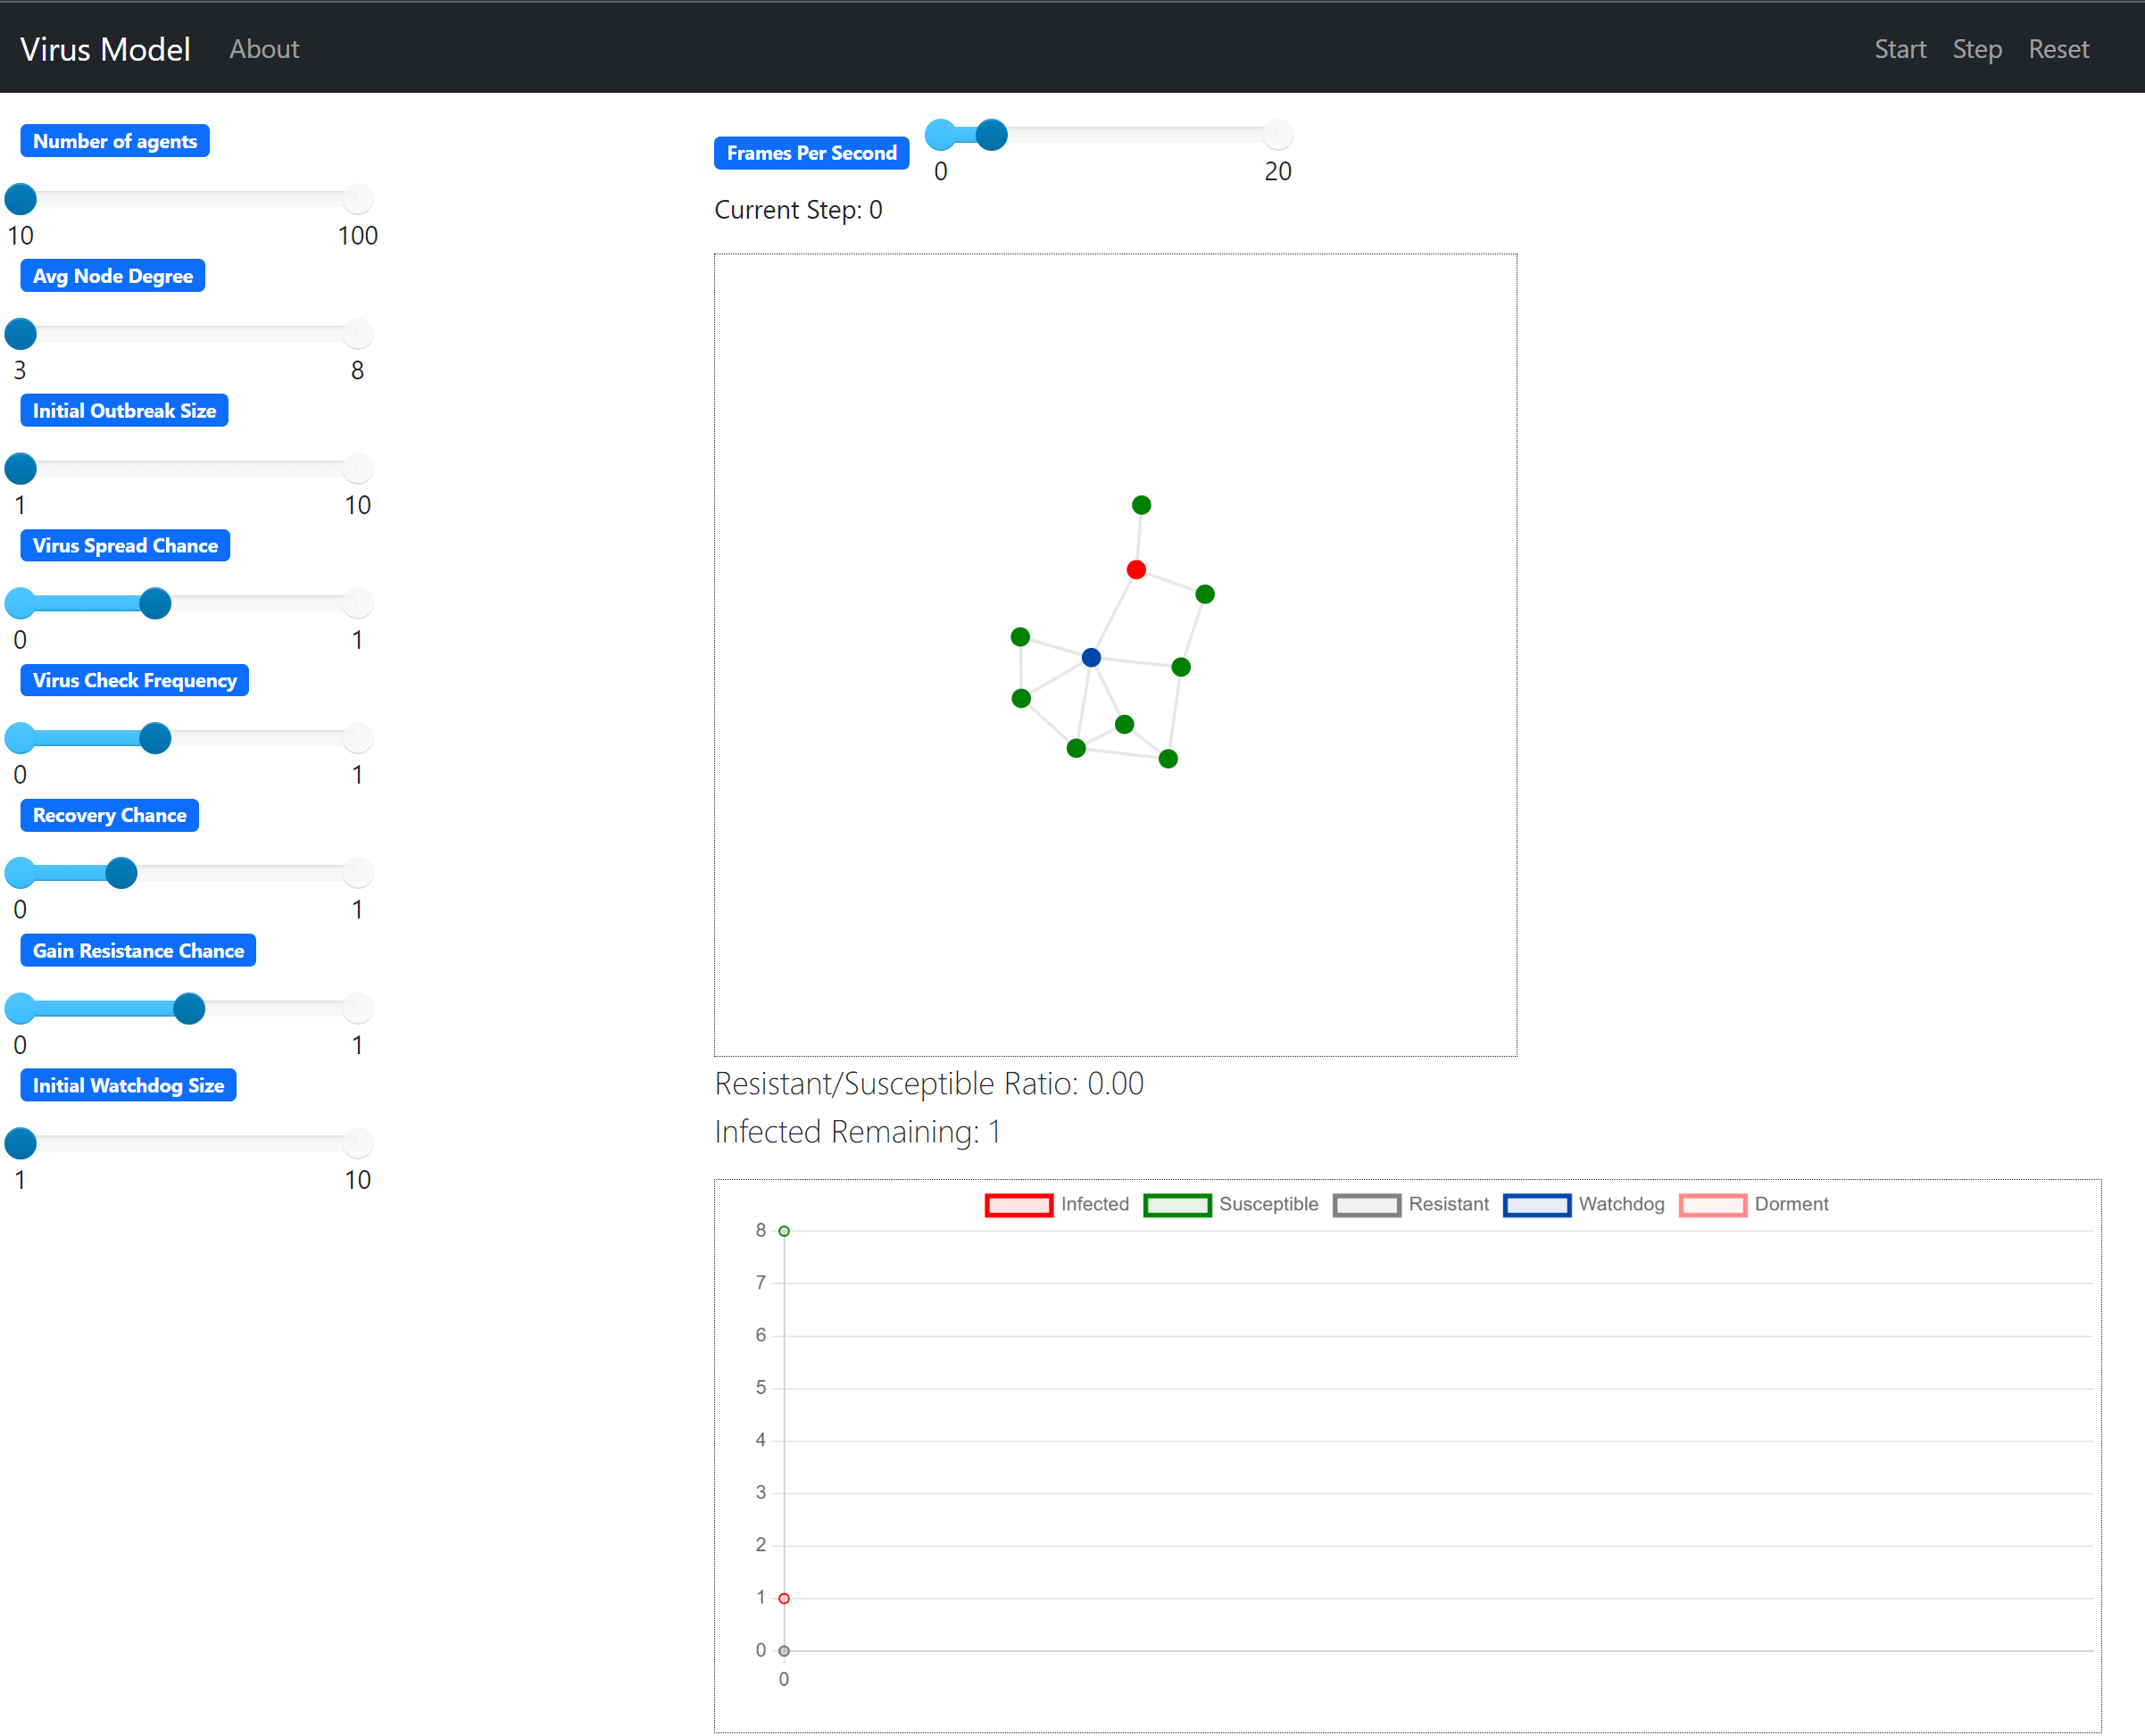 Virus Model About Start Step Reset
Number of agents
10 100
Avg Node Degree
3 8
Initial Outbreak Size
1 10
Virus Spread Chance
0 1
Virus Check Frequency
0 1
Recovery Chance
0 1
Gain Resistance Chance
0 1
Initial Watchdog Size
1 10
Frames Per Second
0 20
Current Step: 0
Resistant/Susceptible Ratio: 0.00
Infected Remaining: 1
Infected Susceptible Resistant Watchdog Dorment
8
7
6
5
4
3
2
1
0
0